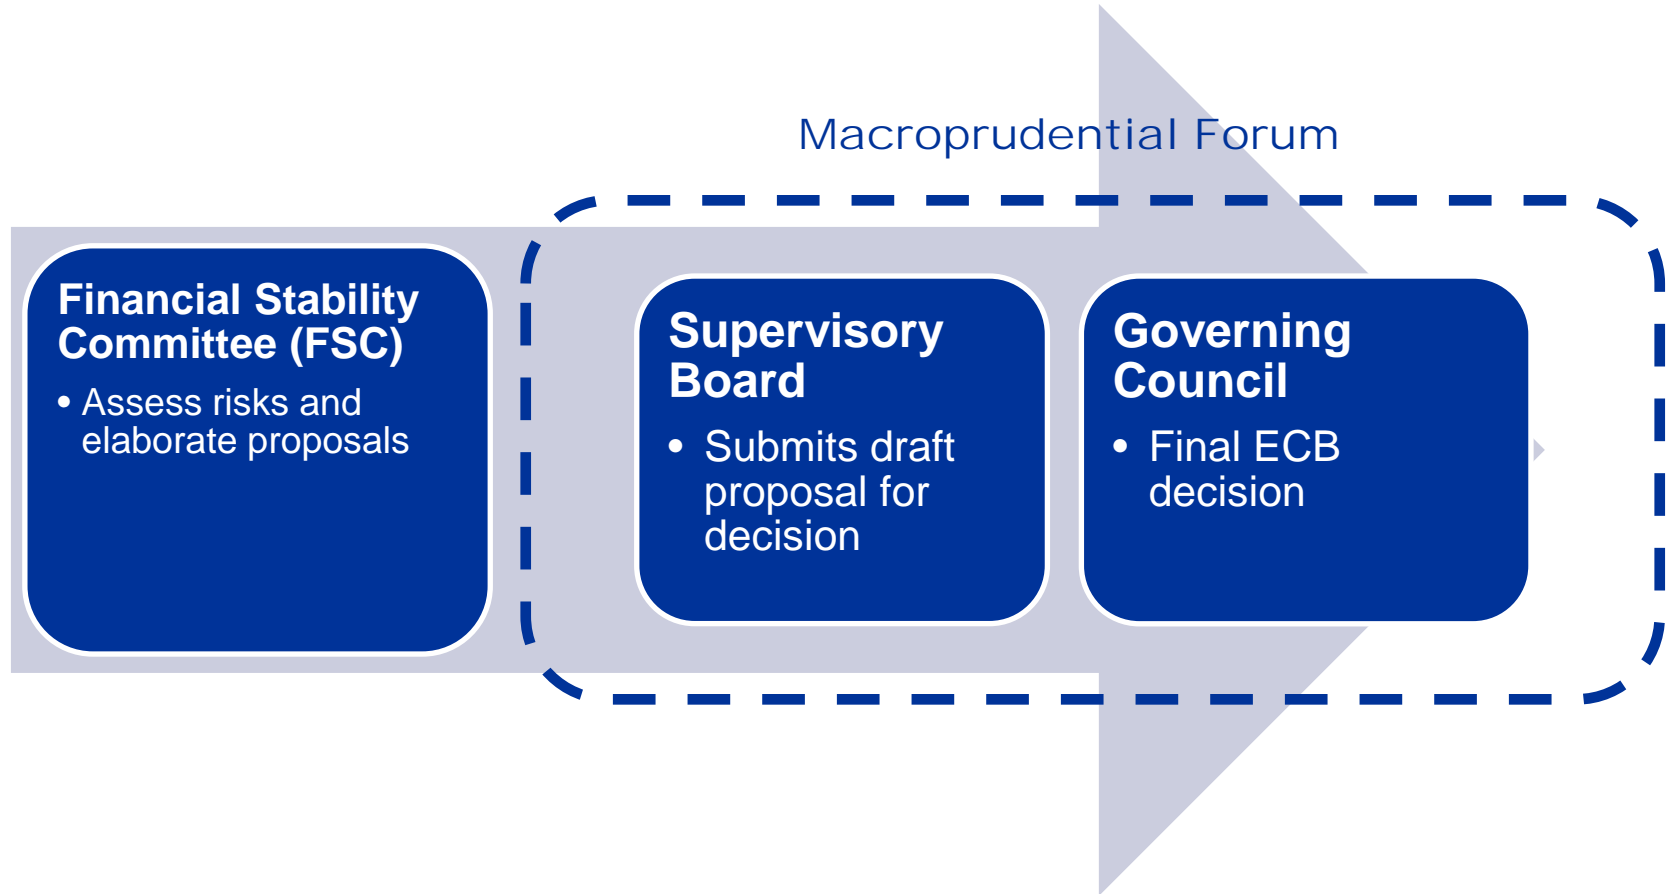 Macroprudential Forum
Financial Stability
Committee (FSC)
• Assess risks and
elaborate proposals
Supervisory
Board
• Submits draft
proposal for
decision
Governing
Council
• Final ECB
decision